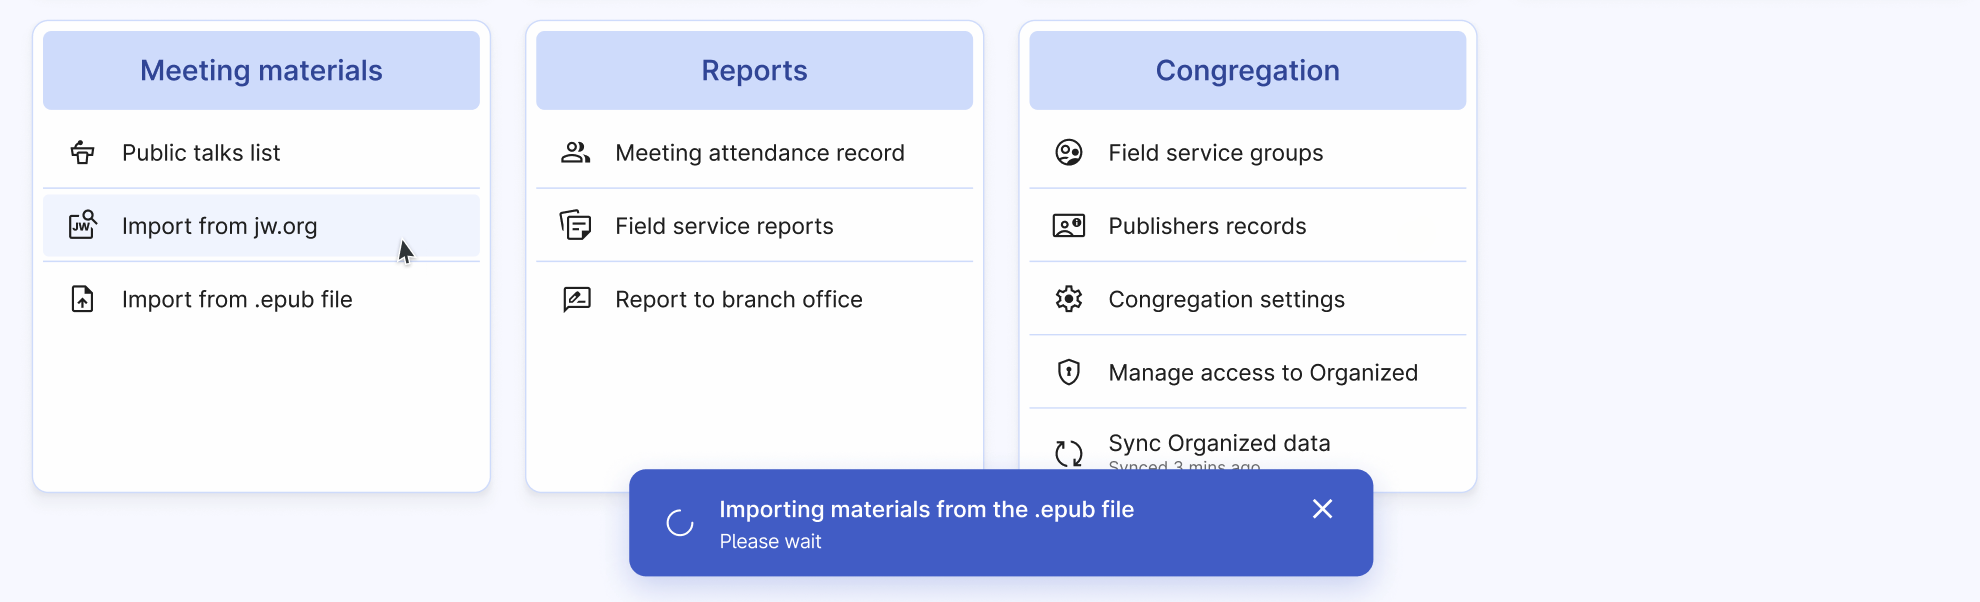 Meeting materials
Public talks list
JW
Import from jw.org
Import from .epub file
Reports
Meeting attendance record
Field service reports
Report to branch office
Congregation
Field service groups
Publishers records
Congregation settings
Manage access to Organized
Sync Organized data
Synced 3 mins ago
Importing materials from the .epub file
Please wait